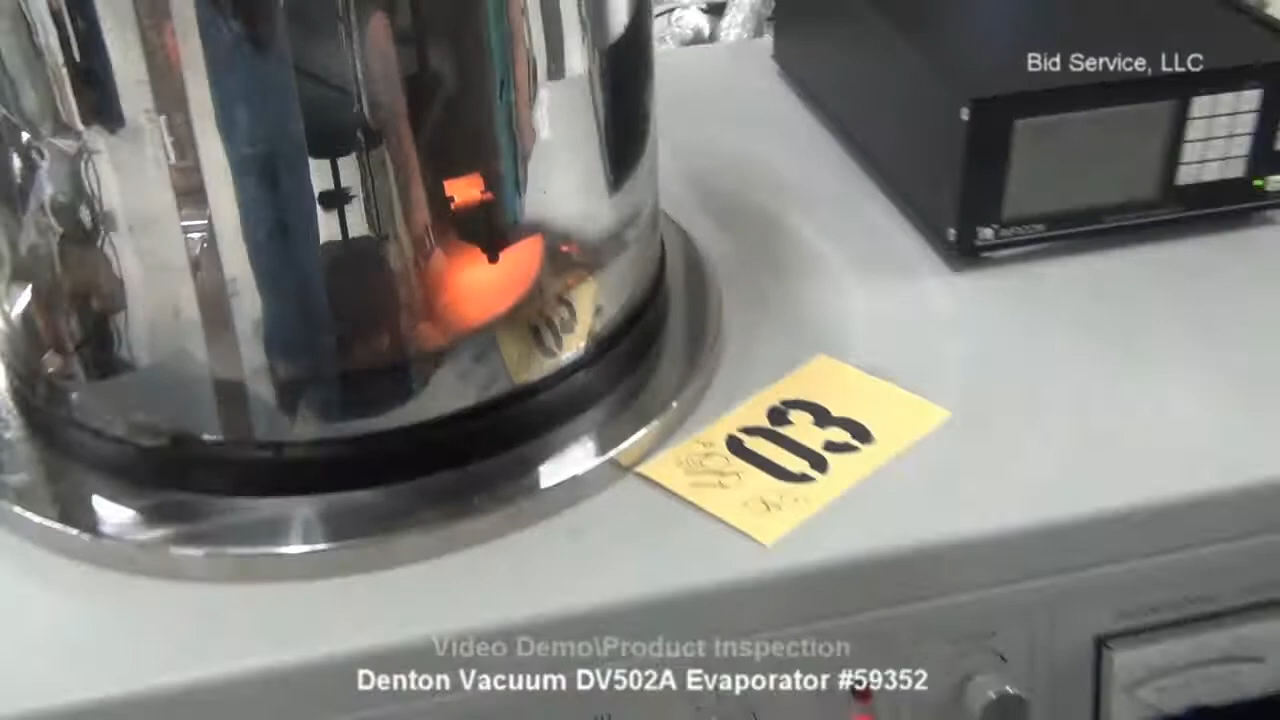 Bid Service, LLC
03
Video Demo\Product Inspection
Denton Vacuum DV502A Evaporator #59352